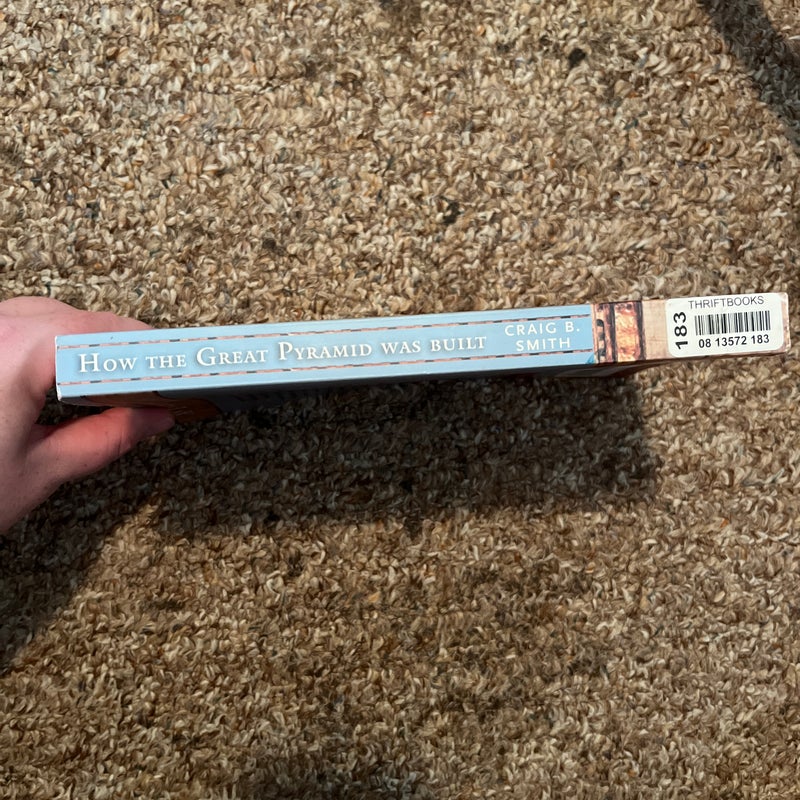 HOW THE GREAT PYRAMID WAS BUILT
CRAIG B.
SMITH
183
THRIFTBOOKS
08 13572 183